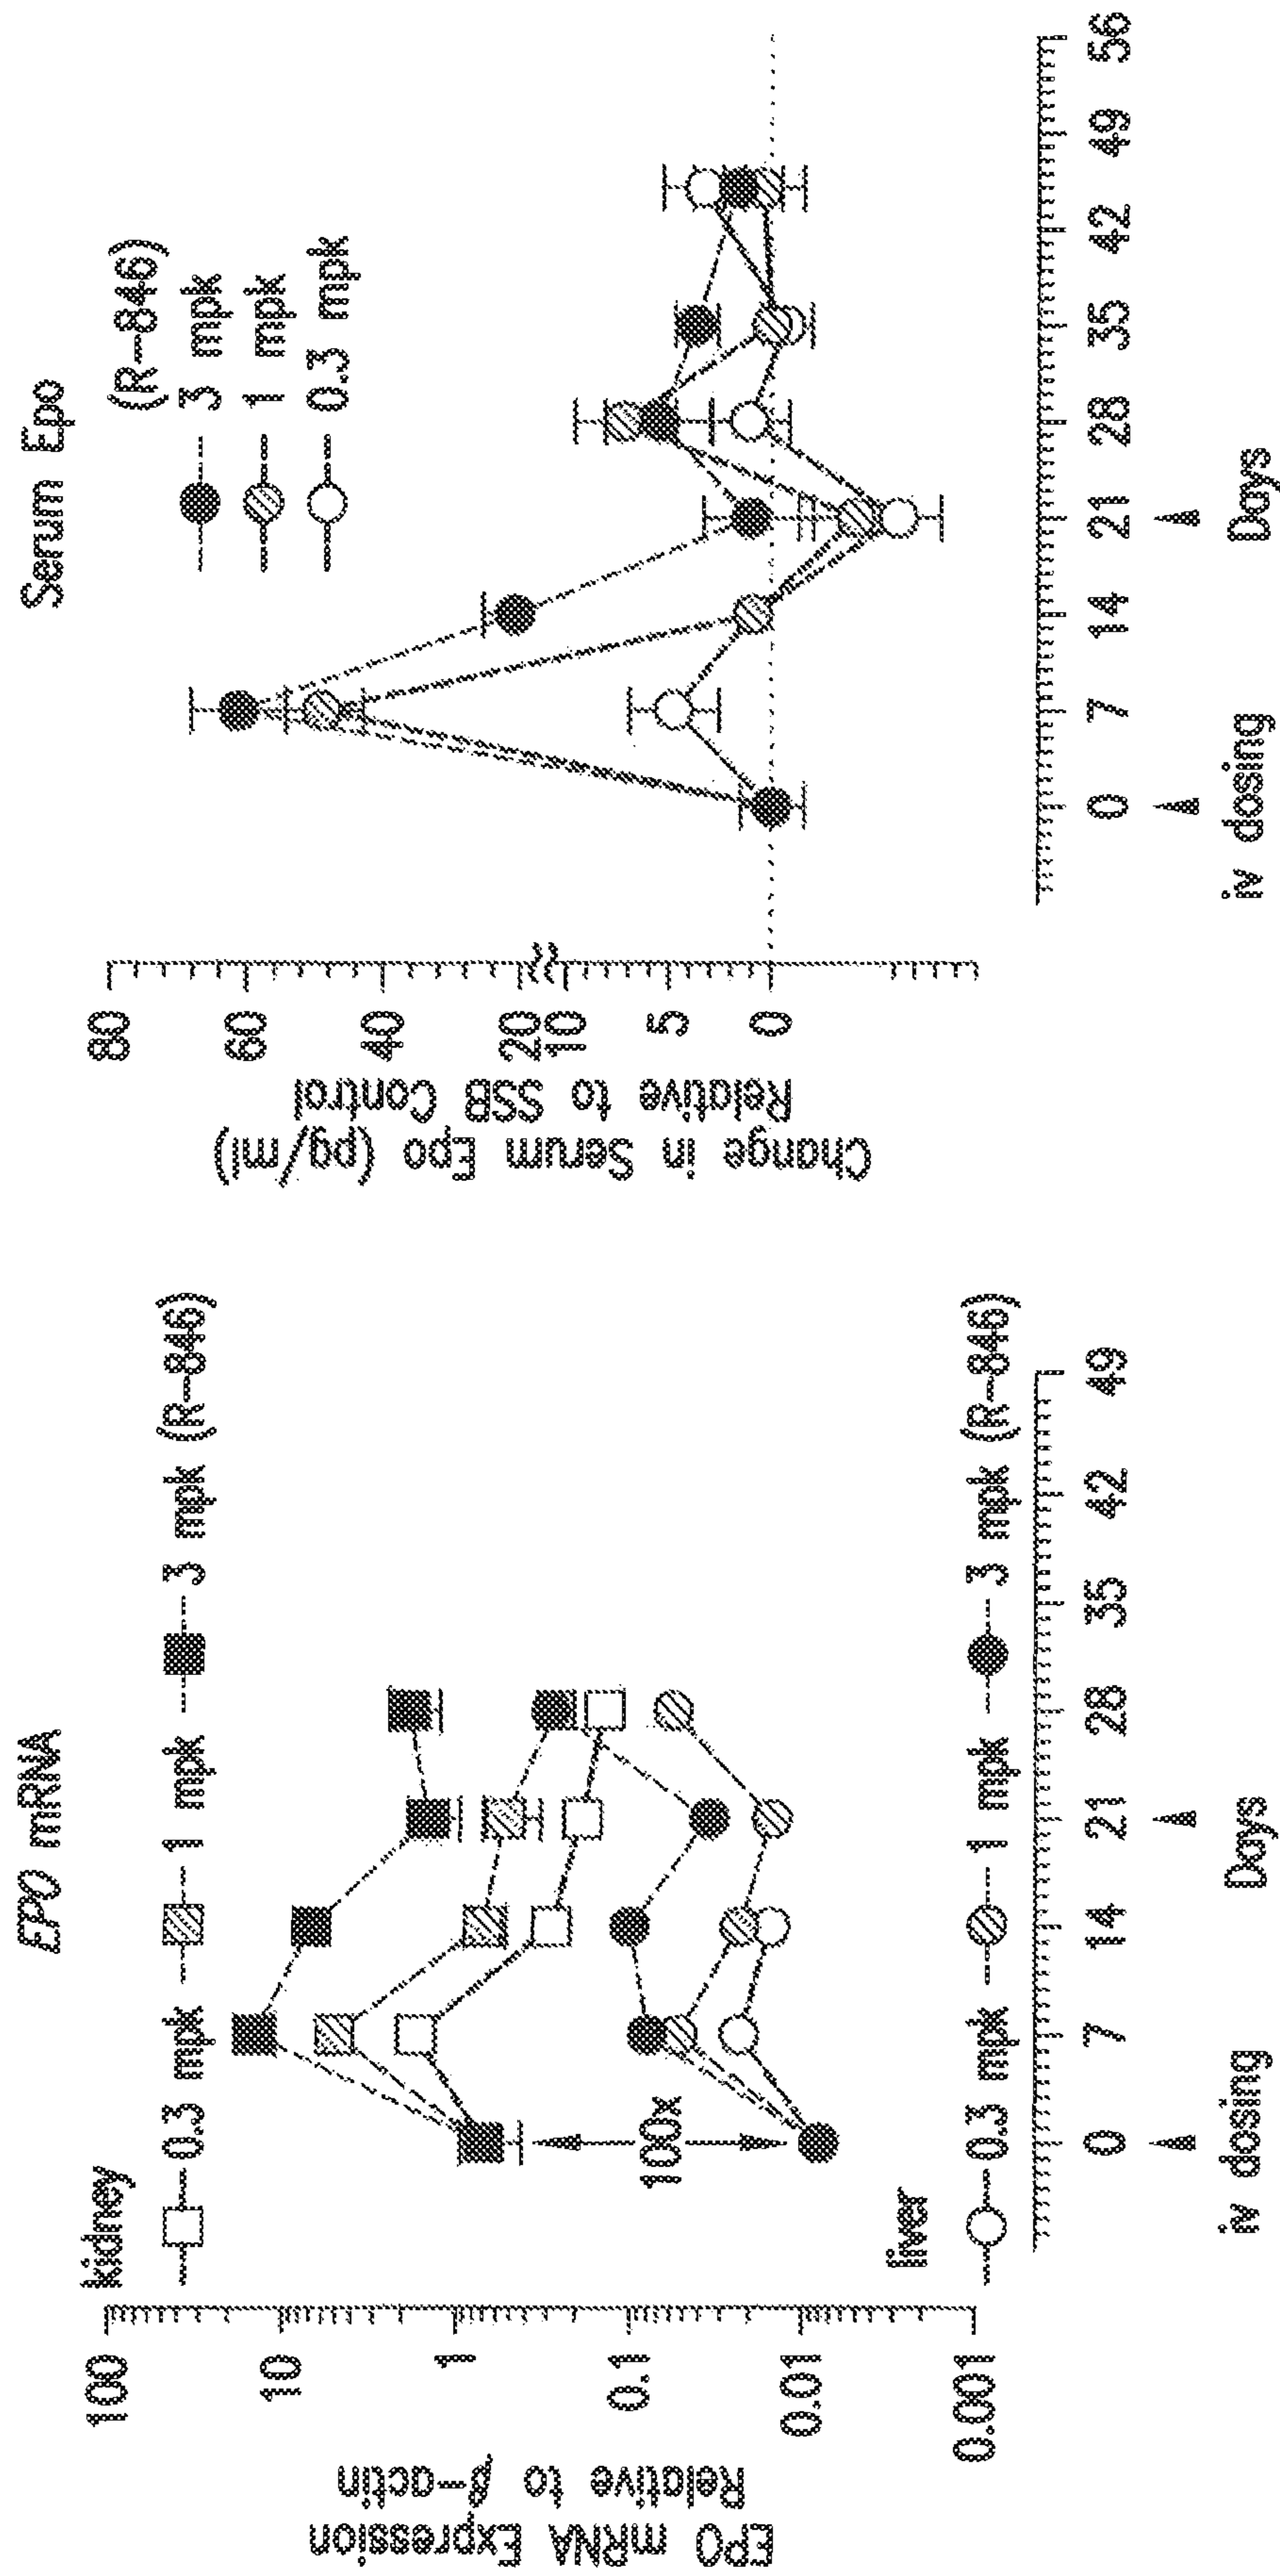 EPO mRNA
kidney
0.3 mpk 1 mpk 3 mpk (R-846)
100
10
1
0.1
0.01
0.001
EPO mRNA Expression
Relative to β-actin
100x
liver
0.3 mpk 1 mpk 3 mpk (R-846)
0 7 14 21 28 35 42 49
iv dosing Days
Serum Epo
(R-846)
3 mpk
1 mpk
0.3 mpk
80
60
40
20
10
5
0
Change in Serum Epo (pg/ml)
Relative to SSB Control
0 7 14 21 28 35 42 49 56
iv dosing Days